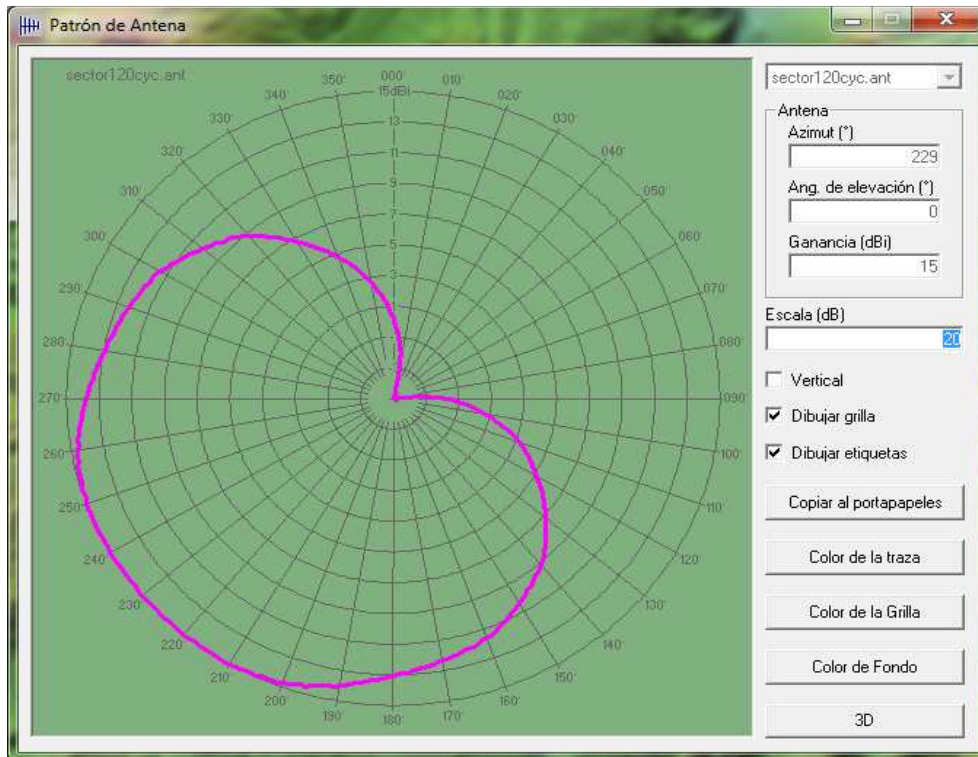 Patrón de Antena
sector120cyc.ant
000
010'
020'
030'
040'
050'
060'
070'
080'
090'
100'
110'
120'
130'
140'
150'
160'
170'
180'
190'
200'
210'
220'
230'
240'
250'
260'
270'
280'
290'
300'
310'
320'
330'
340'
350'
15dBi
13
11
9
7
5
3
sector120cyc.ant
Antena
Azimut (°)
229
Ang. de elevación (°)
0
Ganancia (dBi)
15
Escala (dB)
20
Vertical
Dibujar grilla
Dibujar etiquetas
Copiar al portapapeles
Color de la traza
Color de la Grilla
Color de Fondo
3D